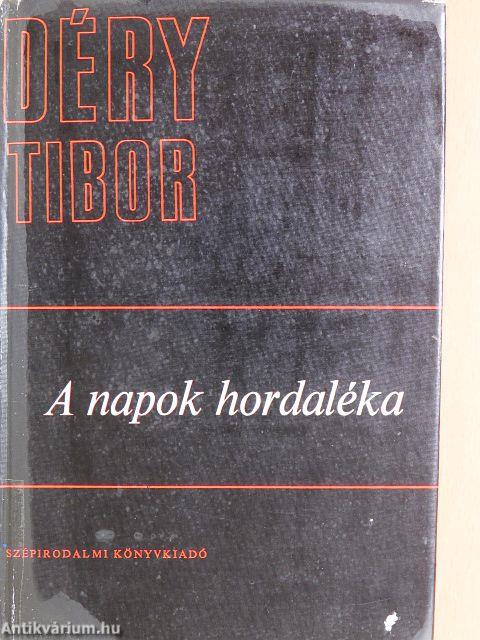 DÉRY
TIBOR
A napok hordaléka
SZÉPIRODALMI KÖNYVKIADÓ
Antikvárium.hu